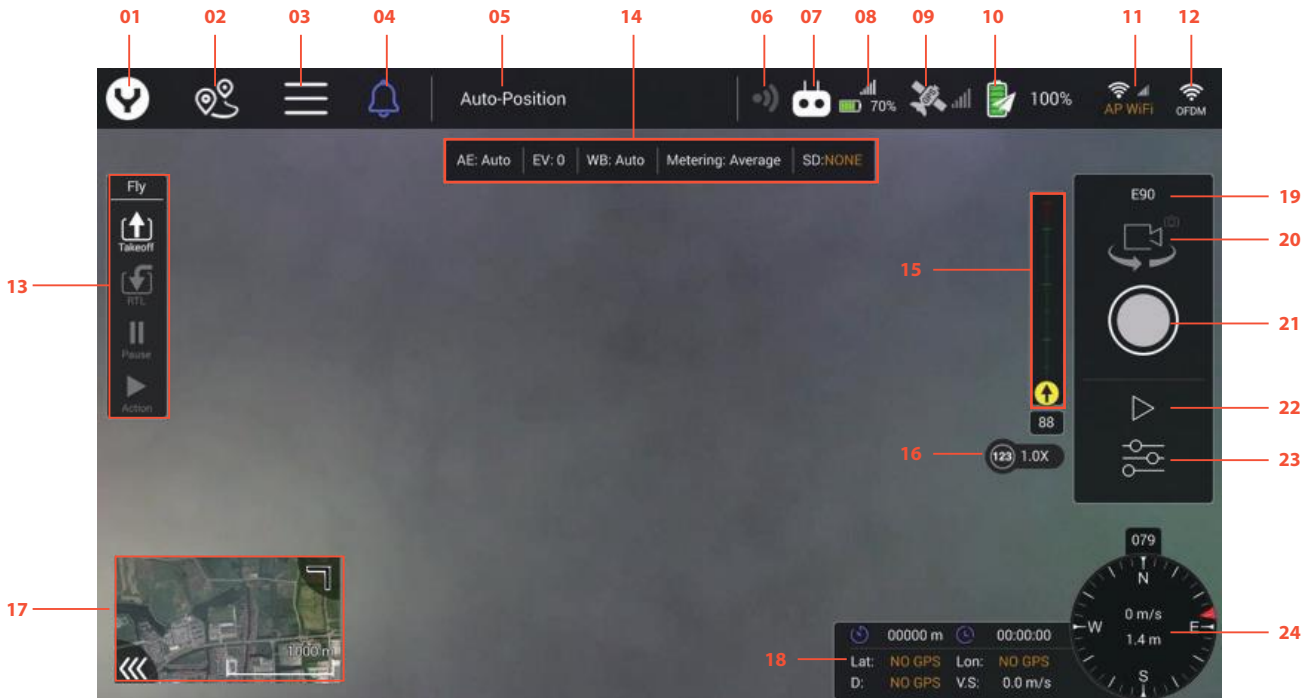 01 02 03 04 05 14 06 07 08 09 10 11 12
Auto-Position
70%
100%
AP WiFi
OFDM
AE: Auto EV: 0 WB: Auto Metering: Average SD:NONE
Fly
Takeoff
RTL
Pause
Action
13
15
88
16
123 1.0X
E90
19
20
21
22
23
17
1000 m
18
00000 m 00:00:00
Lat: NO GPS Lon: NO GPS
D: NO GPS V.S: 0.0 m/s
079
N
W
E
S
0 m/s
1.4 m
24